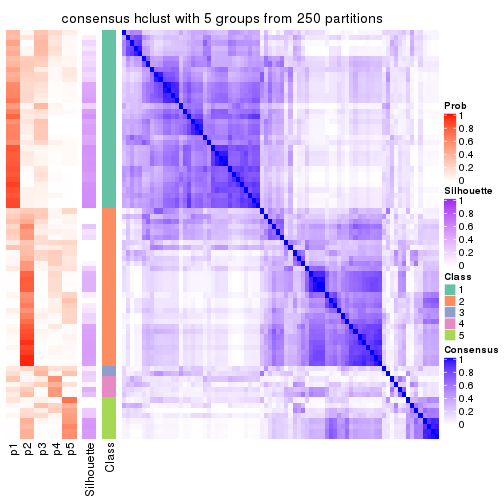 consensus hclust with 5 groups from 250 partitions
Prob
1
0.8
0.6
0.4
0.2
0
Silhouette
1
0.8
0.6
0.4
0.2
0
Class
1
2
3
4
5
Consensus
1
0.8
0.6
0.4
0.2
0
p1
p2
p3
p4
p5
Silhouette
Class